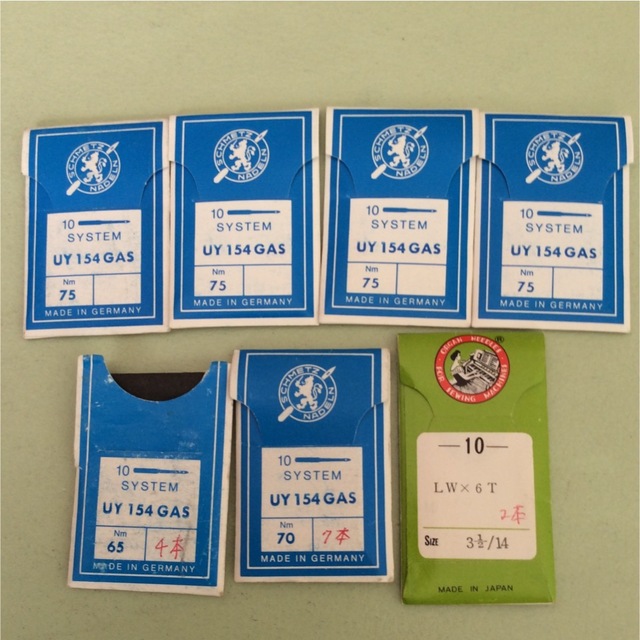 SCHMETZ NADELN
10
SYSTEM
UY 154 GAS
Nm
75
MADE IN GERMANY
SCHMETZ NADELN
10
SYSTEM
UY 154 GAS
Nm
75
MADE IN GERMANY
SCHMETZ NADELN
10
SYSTEM
UY 154 GAS
Nm
75
MADE IN GERMANY
SCHMETZ NADELN
10
SYSTEM
UY 154 GAS
Nm
75
MADE IN GERMANY
10
SYSTEM
UY 154 GAS
Nm
65 4本
MADE IN GERMANY
SCHMETZ NADELN
10
SYSTEM
UY 154 GAS
Nm
70 7本
MADE IN GERMANY
ORGAN NEEDLES
FOR SEWING MACHINES
®
10
LW×6T
2本
SIZE 3½/14
MADE IN JAPAN